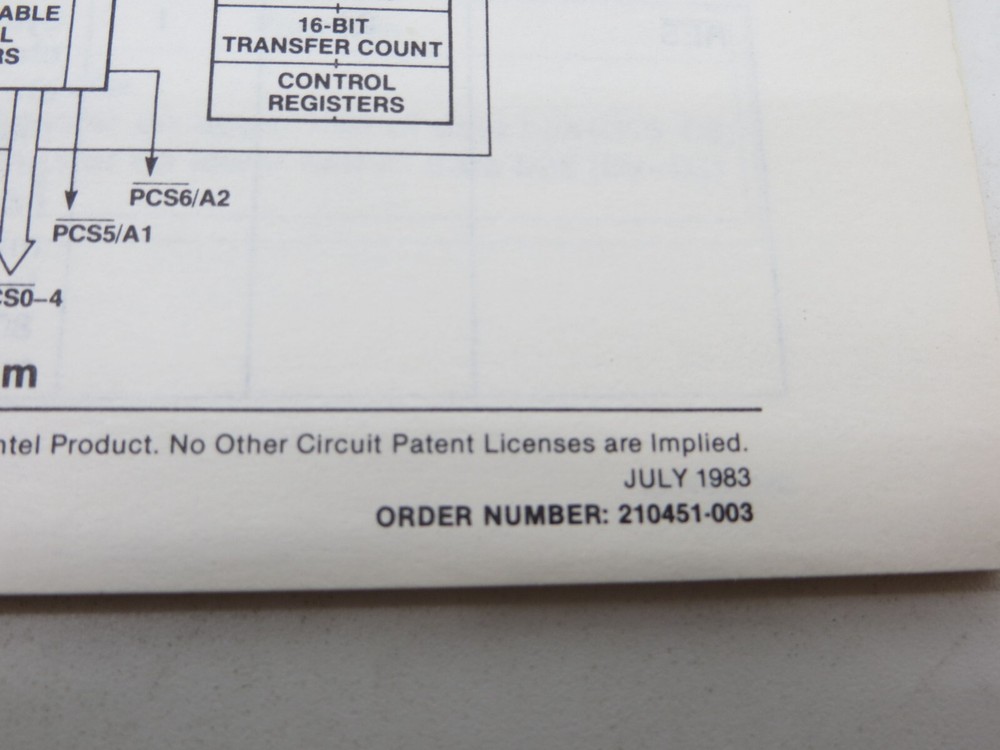 ABLE
L
RS
16-BIT
TRANSFER COUNT
CONTROL
REGISTERS
PCS6/A2
PCS5/A1
CS0–4
m
ntel Product. No Other Circuit Patent Licenses are Implied.
JULY 1983
ORDER NUMBER: 210451-003